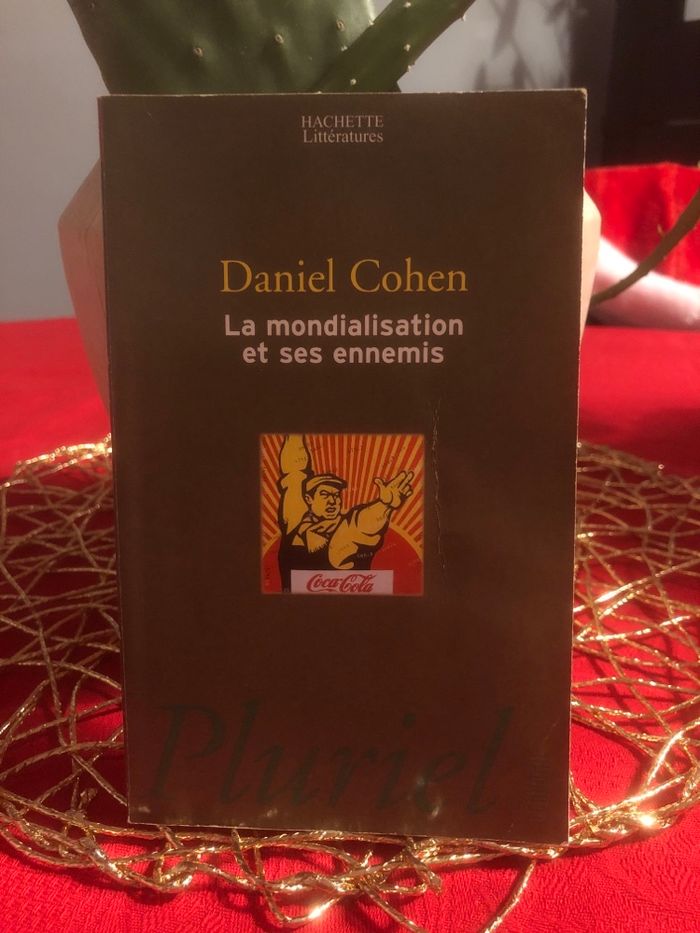 HACHETTE
Littératures
Daniel Cohen
La mondialisation
et ses ennemis
Coca-Cola
Pluriel